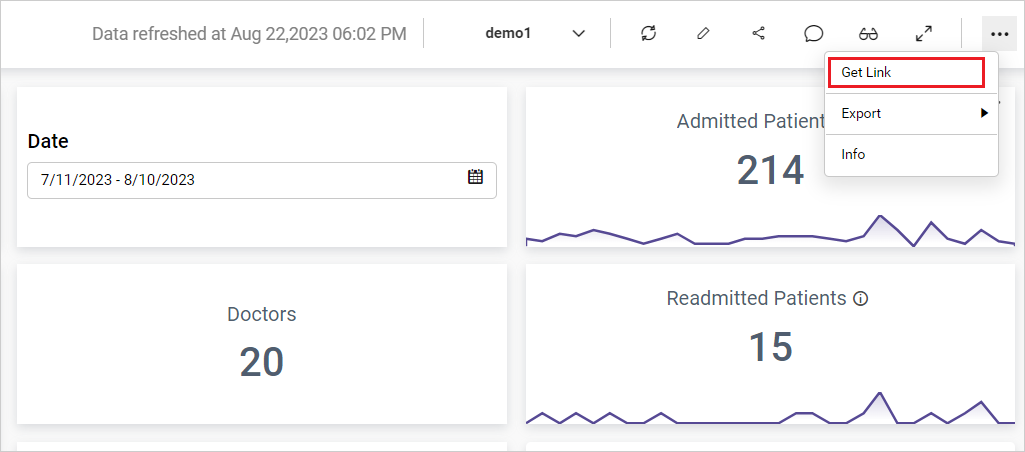 Data refreshed at Aug 22,2023 06:02 PM
demo1
Get Link
Export
Info
Date
7/11/2023 - 8/10/2023
Admitted Patient
214
Doctors
20
Readmitted Patients
15